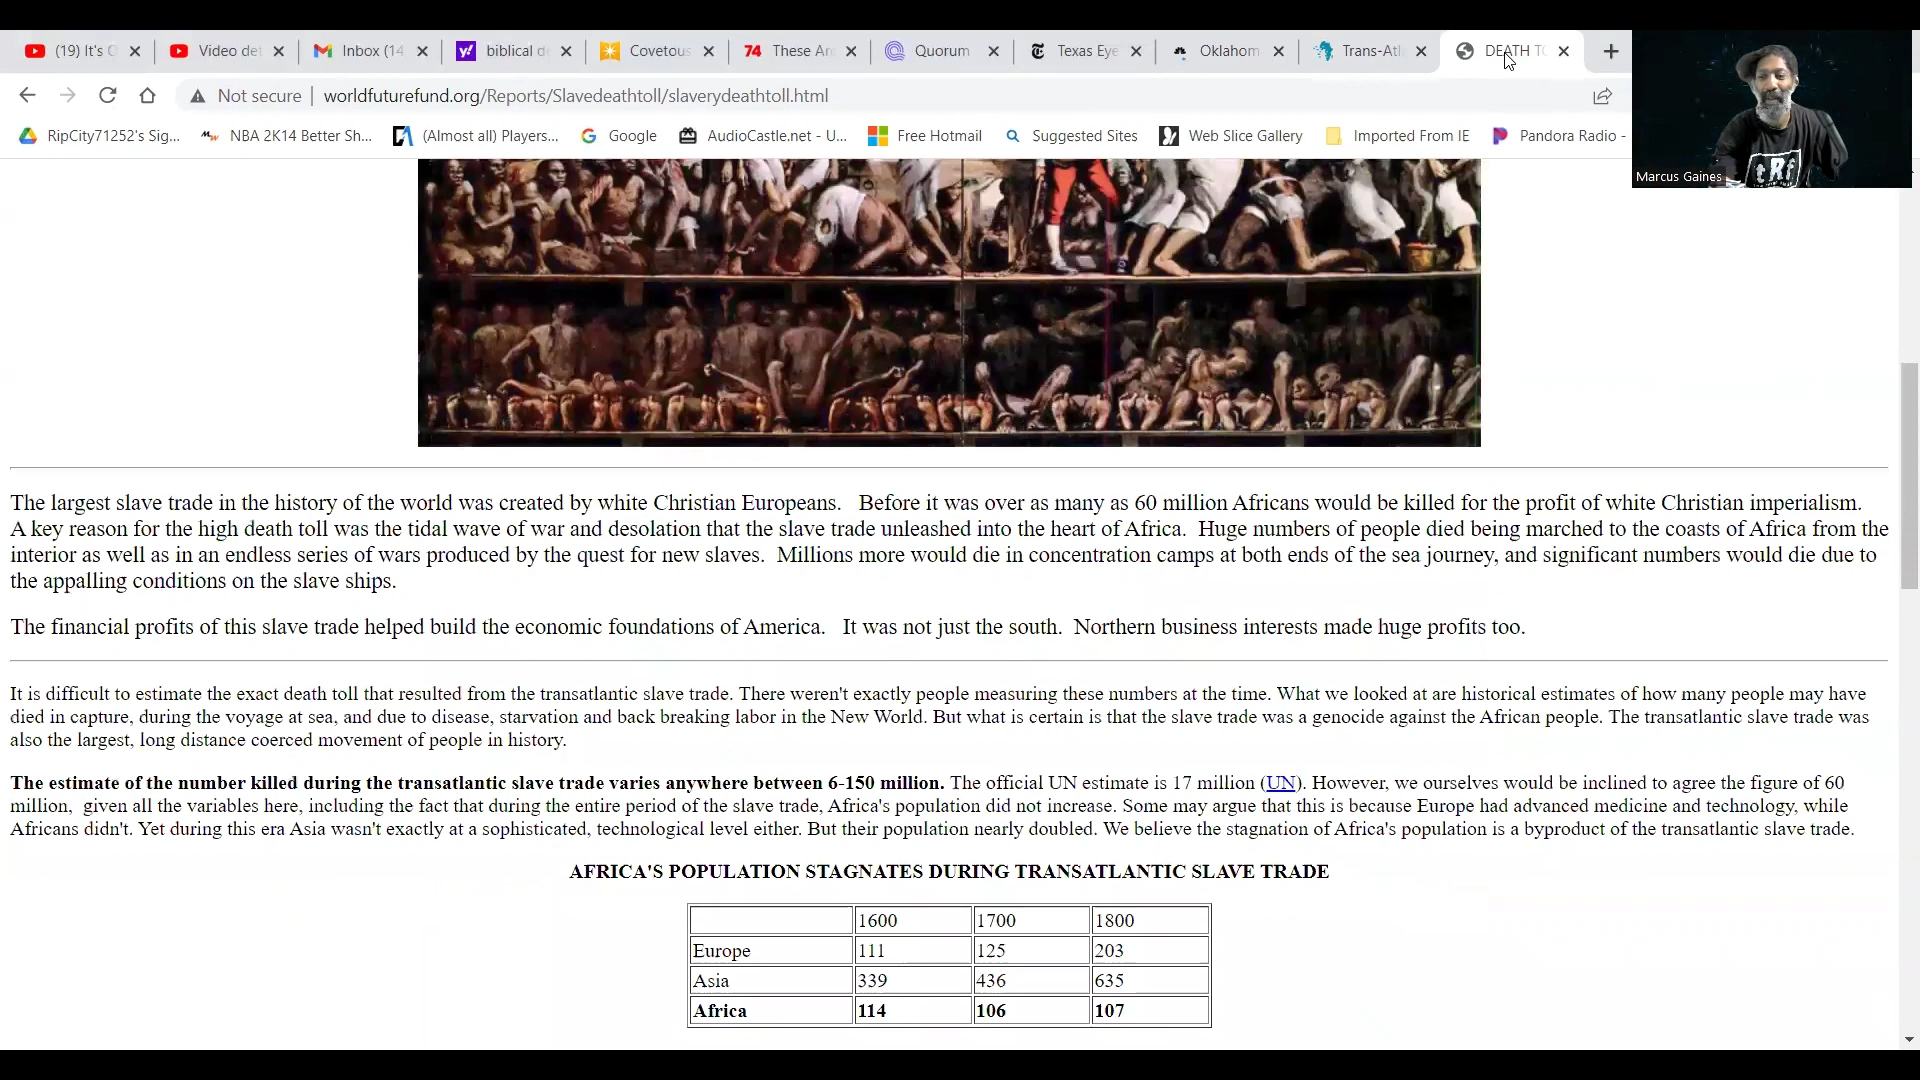 (19) It's
Video de
Inbox (14
biblical d
Covetous
74
These An
Quorum
Texas Eye
Oklahom
Trans-Atl
DEATH TO
Not secure
worldfuturefund.org/Reports/Slavedeathtoll/slaverydeathtoll.html
RipCity71252's Sig...
NBA 2K14 Better Sh...
(Almost all) Players...
Google
AudioCastle.net - U...
Free Hotmail
Suggested Sites
Web Slice Gallery
Imported From IE
Pandora Radio -
tRf
Marcus Gaines
The largest slave trade in the history of the world was created by white Christian Europeans. Before it was over as many as 60 million Africans would be killed for the profit of white Christian imperialism.
A key reason for the high death toll was the tidal wave of war and desolation that the slave trade unleashed into the heart of Africa. Huge numbers of people died being marched to the coasts of Africa from the
interior as well as in an endless series of wars produced by the quest for new slaves. Millions more would die in concentration camps at both ends of the sea journey, and significant numbers would die due to
the appalling conditions on the slave ships.
The financial profits of this slave trade helped build the economic foundations of America. It was not just the south. Northern business interests made huge profits too.
It is difficult to estimate the exact death toll that resulted from the transatlantic slave trade. There weren't exactly people measuring these numbers at the time. What we looked at are historical estimates of how many people may have
died in capture, during the voyage at sea, and due to disease, starvation and back breaking labor in the New World. But what is certain is that the slave trade was a genocide against the African people. The transatlantic slave trade was
also the largest, long distance coerced movement of people in history.
The estimate of the number killed during the transatlantic slave trade varies anywhere between 6-150 million. The official UN estimate is 17 million (UN). However, we ourselves would be inclined to agree the figure of 60
million, given all the variables here, including the fact that during the entire period of the slave trade, Africa's population did not increase. Some may argue that this is because Europe had advanced medicine and technology, while
Africans didn't. Yet during this era Asia wasn't exactly at a sophisticated, technological level either. But their population nearly doubled. We believe the stagnation of Africa's population is a byproduct of the transatlantic slave trade.
AFRICA'S POPULATION STAGNATES DURING TRANSATLANTIC SLAVE TRADE
1600 1700 1800
Europe 111 125 203
Asia 339 436 635
Africa 114 106 107